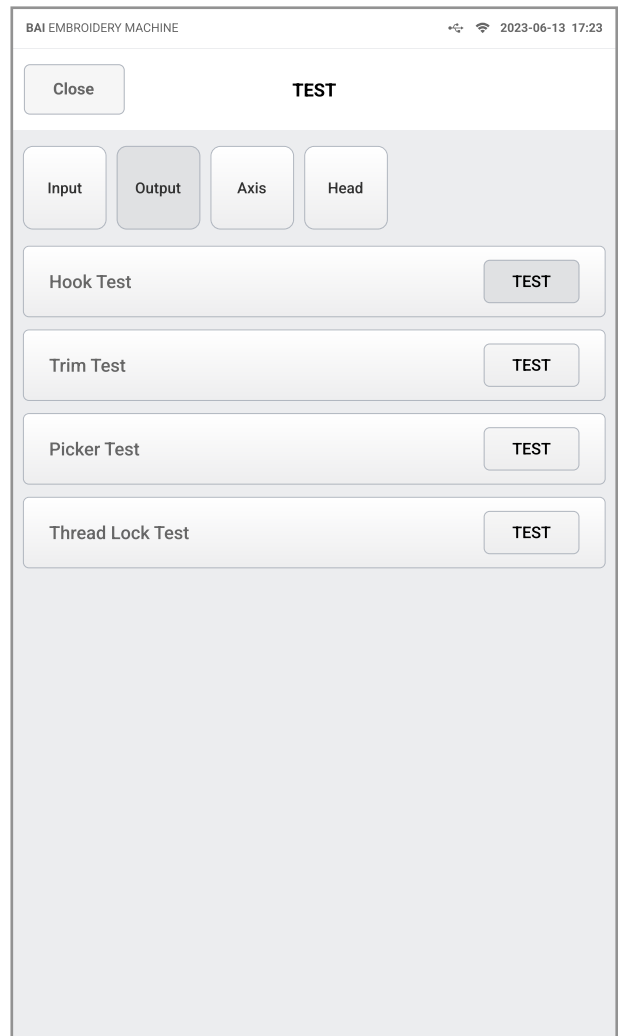 BAI EMBROIDERY MACHINE 2023-06-13 17:23
Close TEST
Input Output Axis Head
Hook Test TEST
Trim Test TEST
Picker Test TEST
Thread Lock Test TEST